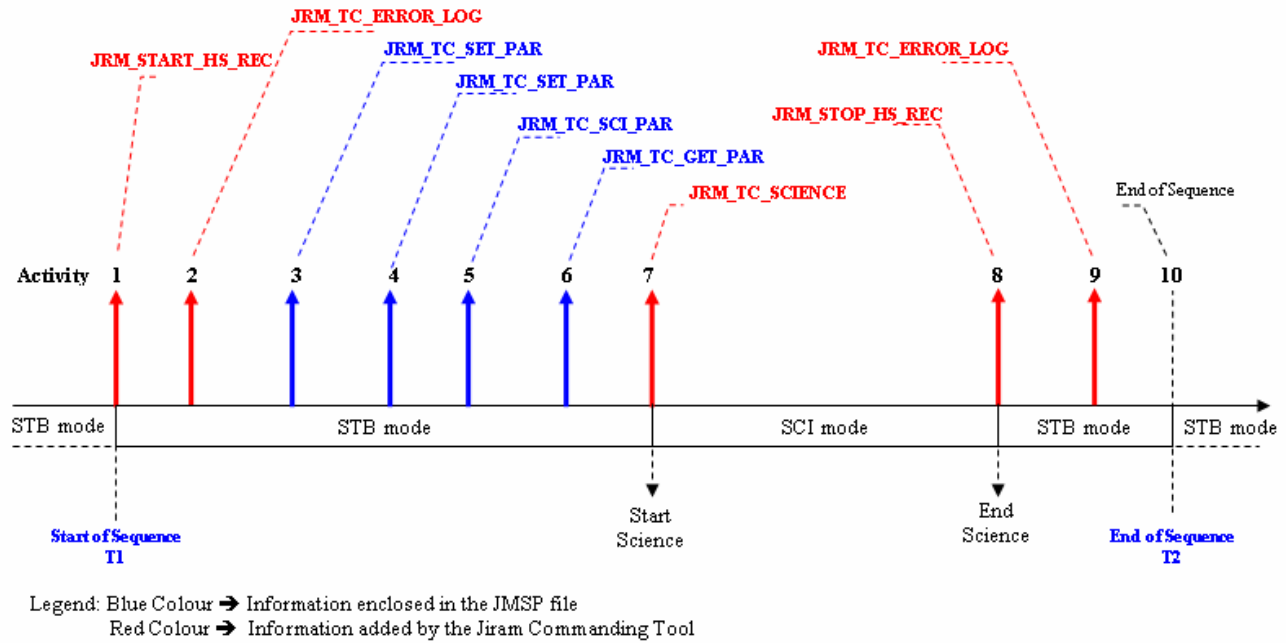 JRM_TC_ERROR_LOG
JRM_START_HS_REC
JRM_TC_SET_PAR
JRM_TC_SET_PAR
JRM_TC_SCI_PAR
JRM_TC_GET_PAR
JRM_TC_SCIENCE
JRM_TC_ERROR_LOG
JRM_STOP_HS_REC
End of Sequence
Activity 1 2 3 4 5 6 7 8 9 10
STB mode STB mode SCI mode STB mode STB mode
Start of Sequence
T1
Start
Science
End
Science
End of Sequence
T2
Legend: Blue Colour ➔ Information enclosed in the JMSP file
Red Colour ➔ Information added by the Jiram Commanding Tool